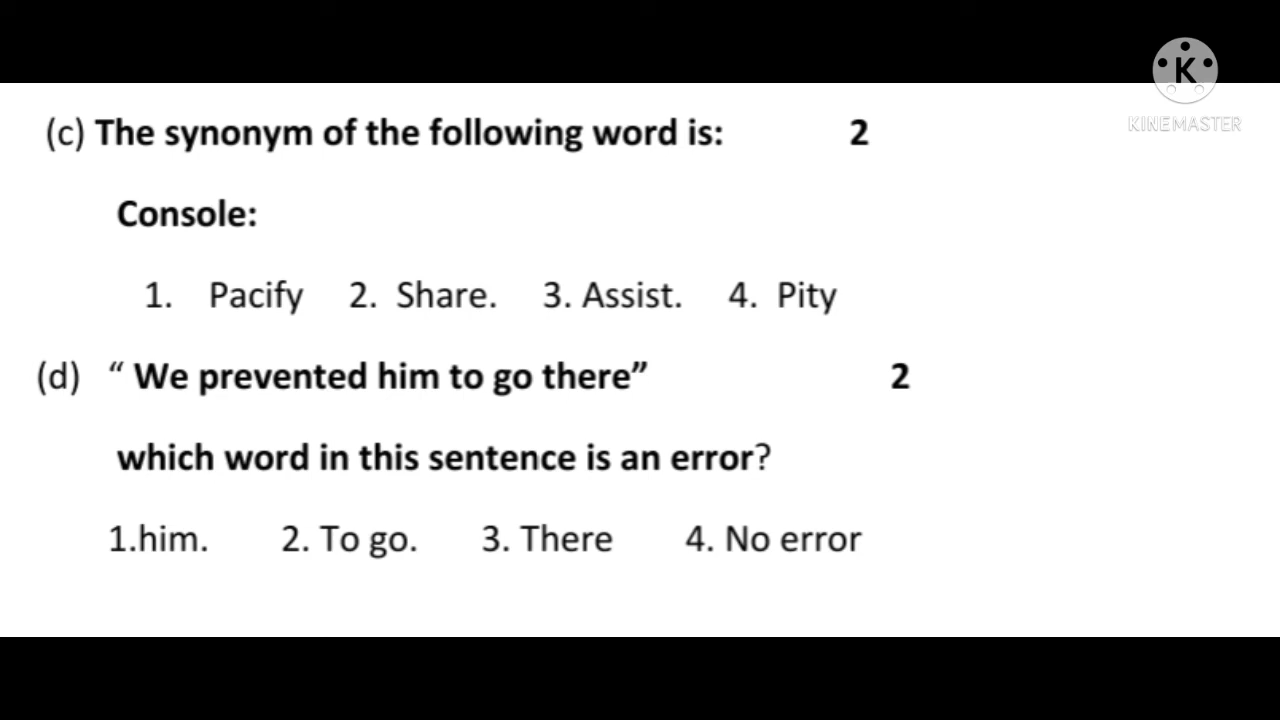 K
KINEMASTER
(c) The synonym of the following word is: 2
Console:
1. Pacify 2. Share. 3. Assist. 4. Pity
(d) “ We prevented him to go there” 2
which word in this sentence is an error?
1.him. 2. To go. 3. There 4. No error